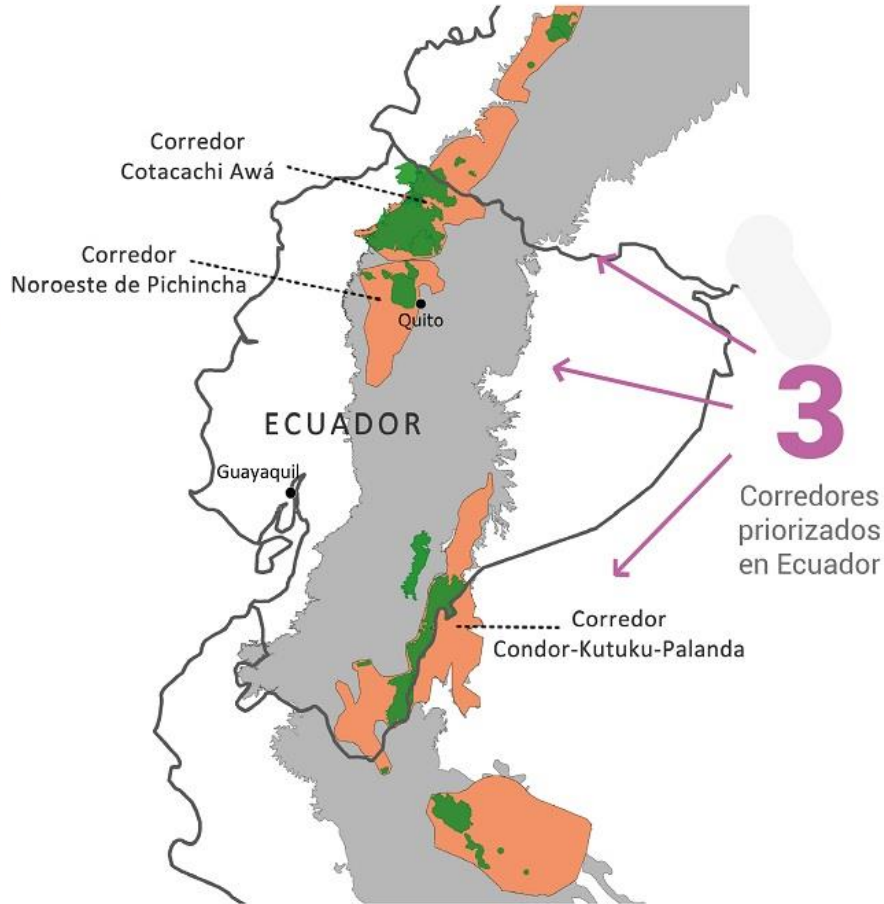 Corredor
Cotacachi Awá
Corredor
Noroeste de Pichincha
Quito
ECUADOR
Guayaquil
3
Corredores
priorizados
en Ecuador
Corredor
Condor-Kutuku-Palanda